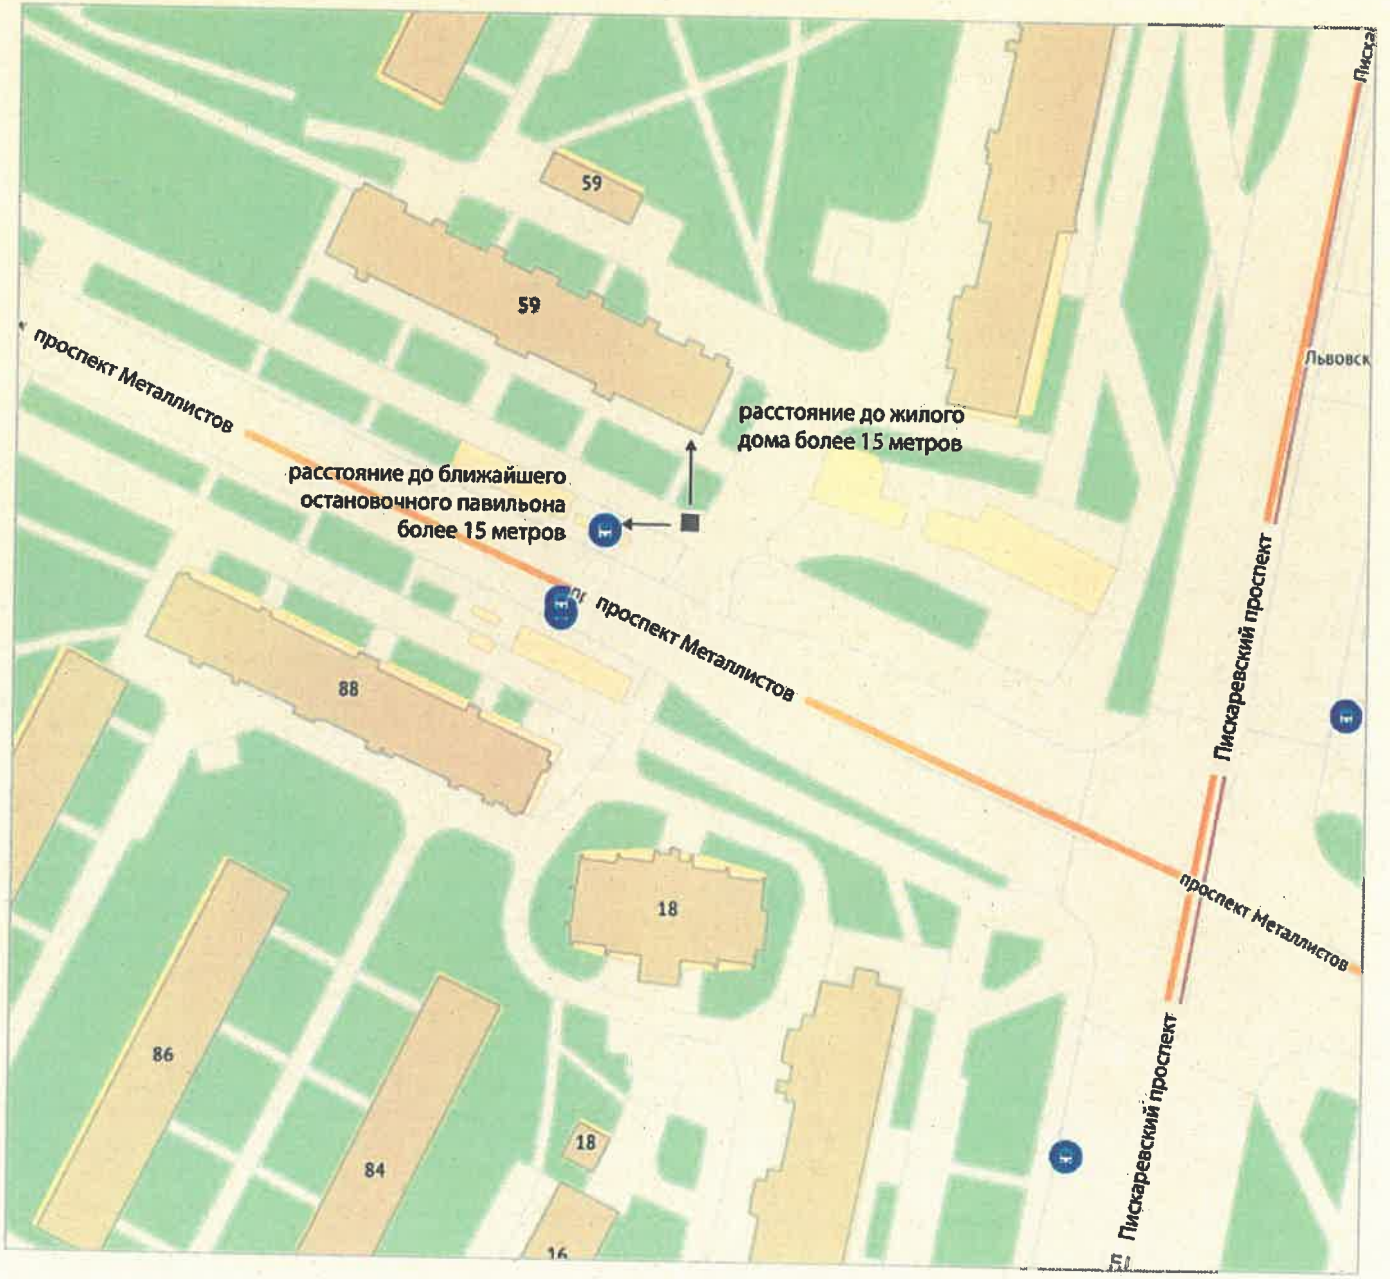 59
59
Львовск
проспект Металлистов
расстояние до жилого
дома более 15 метров
расстояние до ближайшего
остановочного павильона
более 15 метров
проспект Металлистов
Пискаревский проспект
88
проспект Металлистов
18
86
84
18
Пискаревский проспект
16